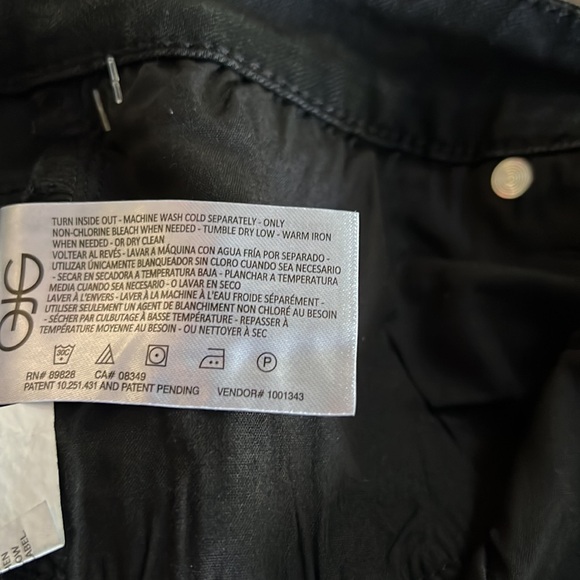 TURN INSIDE OUT - MACHINE WASH COLD SEPARATELY - ONLY
NON-CHLORINE BLEACH WHEN NEEDED - TUMBLE DRY LOW - WARM IRON
WHEN NEEDED - OR DRY CLEAN
VOLTEAR AL REVÉS - LAVAR A MÁQUINA CON AGUA FRÍA POR SEPARADO -
UTILIZAR ÚNICAMENTE BLANQUEADOR SIN CLORO CUANDO SEA NECESARIO
- SECAR EN SECADORA A TEMPERATURA BAJA - PLANCHAR A TEMPERATURA
MEDIA CUANDO SEA NECESARIO - O LAVAR EN SECO
LAVER À L'ENVERS - LAVER À LA MACHINE À L'EAU FROIDE SÉPARÉMENT -
UTILISER SEULEMENT UN AGENT DE BLANCHIMENT NON CHLORÉ AU BESOIN
- SÉCHER PAR CULBUTAGE À BASSE TEMPÉRATURE - REPASSER À
TEMPÉRATURE MOYENNE AU BESOIN - OU NETTOYER À SEC
30C
P
RN# 89828 CA# 08349
PATENT 10.251.431 AND PATENT PENDING VENDOR# 1001343